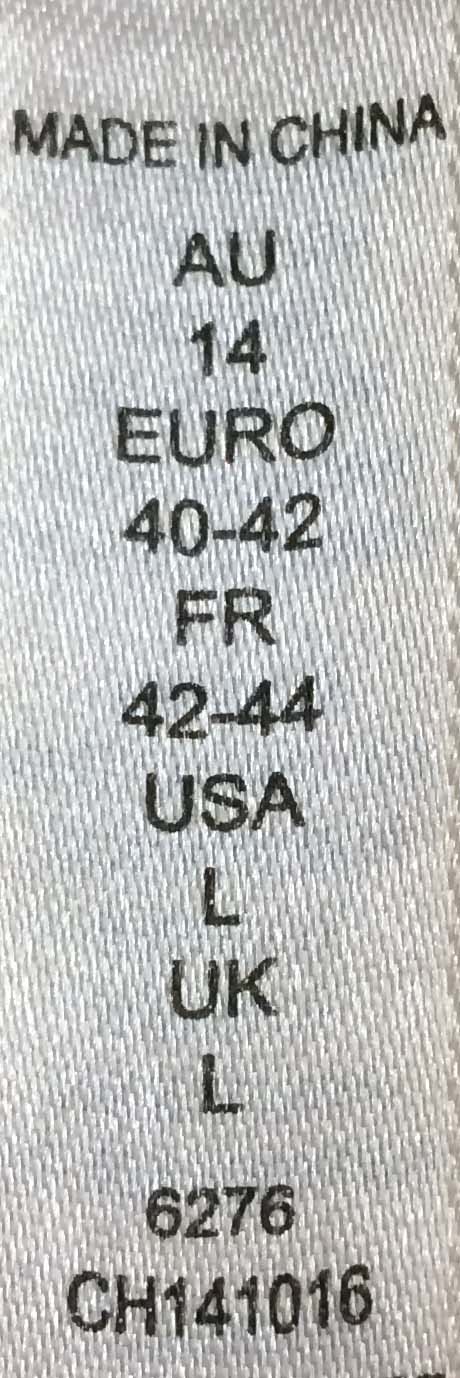 MADE IN CHINA
AU
14
EURO
40-42
FR
42-44
USA
L
UK
L
6276
CH141016